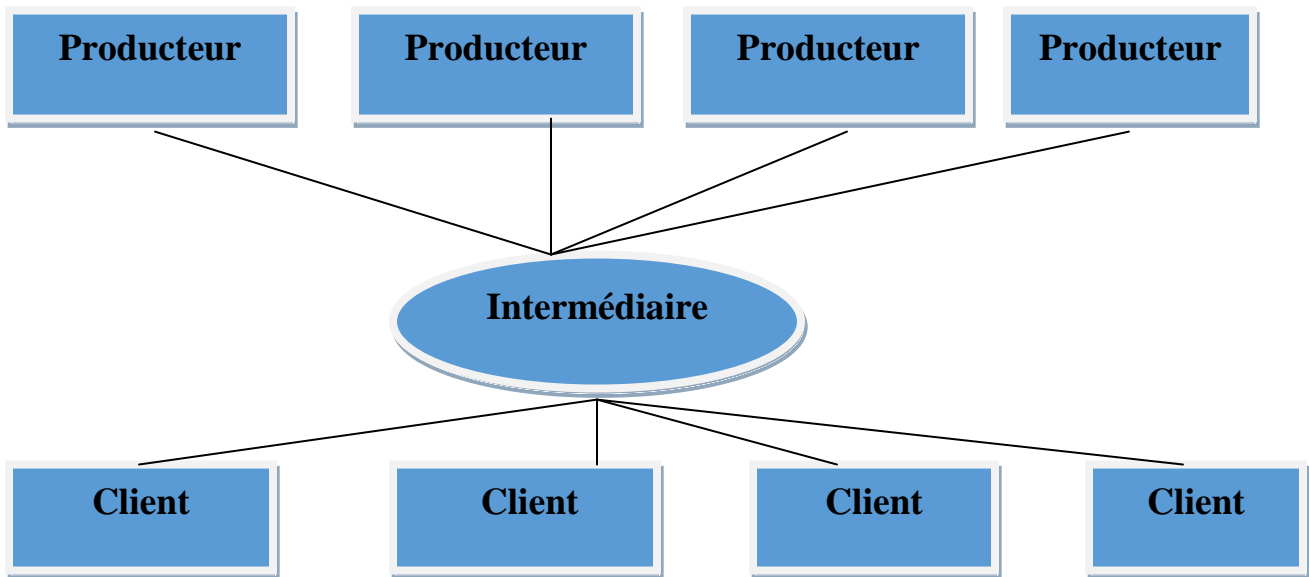 Producteur
Producteur
Producteur
Producteur
Intermédiaire
Client
Client
Client
Client